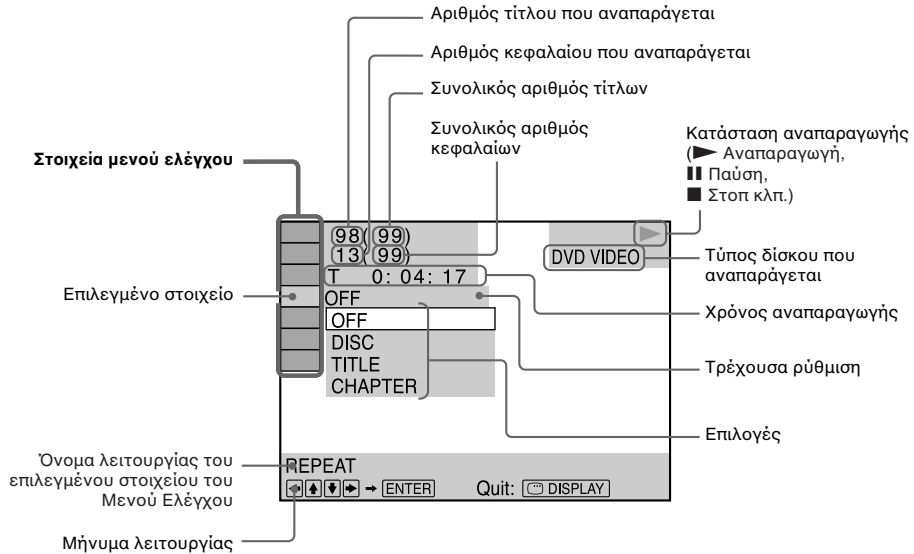 Αριθμός τίτλου που αναπαράγεται
Αριθμός κεφαλαίου που αναπαράγεται
Συνολικός αριθμός τίτλων
Συνολικός αριθμός
κεφαλαίων
Κατάσταση αναπαραγωγής
(▶ Αναπαραγωγή,
❚❚ Παύση,
■ Στοπ κλπ.)
Στοιχεία μενού ελέγχου
98( 99)
13( 99)
T 0: 04: 17
OFF
OFF
DISC
TITLE
CHAPTER
▶
DVD VIDEO
Τύπος δίσκου που
αναπαράγεται
Επιλεγμένο στοιχείο
Χρόνος αναπαραγωγής
Τρέχουσα ρύθμιση
Επιλογές
Όνομα λειτουργίας του
επιλεγμένου στοιχείου του
Μενού Ελέγχου
REPEAT
←↑↓→ → ENTER Quit: DISPLAY
Μήνυμα λειτουργίας